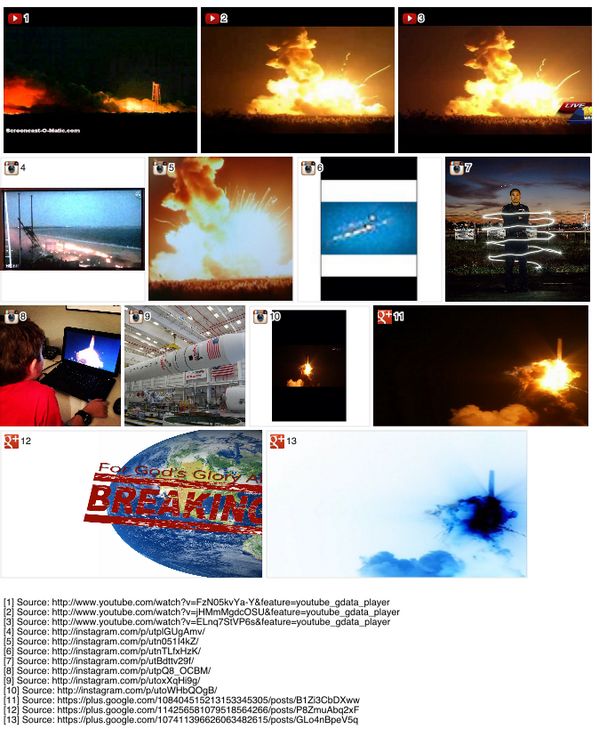 1
2
3
Screencast-O-Matic.com
LIVE
4
5
6
7
8
9
10
11
12
For God's Glory A
BREAKING
13
[1] Source: http://www.youtube.com/watch?v=FzN05kvYa-Y&feature=youtube_gdata_player
[2] Source: http://www.youtube.com/watch?v=jHMmMgdcOSU&feature=youtube_gdata_player
[3] Source: http://www.youtube.com/watch?v=ELnq7StVP6s&feature=youtube_gdata_player
[4] Source: http://instagram.com/p/utplGUgAmv/
[5] Source: http://instagram.com/p/utn051I4kZ/
[6] Source: http://instagram.com/p/utnTLfxHzK/
[7] Source: http://instagram.com/p/utBdttv29f/
[8] Source: http://instagram.com/p/utpQ8_OCBM/
[9] Source: http://instagram.com/p/utoxXqHi9g/
[10] Source: http://instagram.com/p/utoWHbQOgB/
[11] Source: https://plus.google.com/108404515213153345305/posts/B1Zi3CbDXww
[12] Source: https://plus.google.com/114256581079518564266/posts/P8ZmuAbq2xF
[13] Source: https://plus.google.com/107411396626063482615/posts/GLo4nBpeV5q